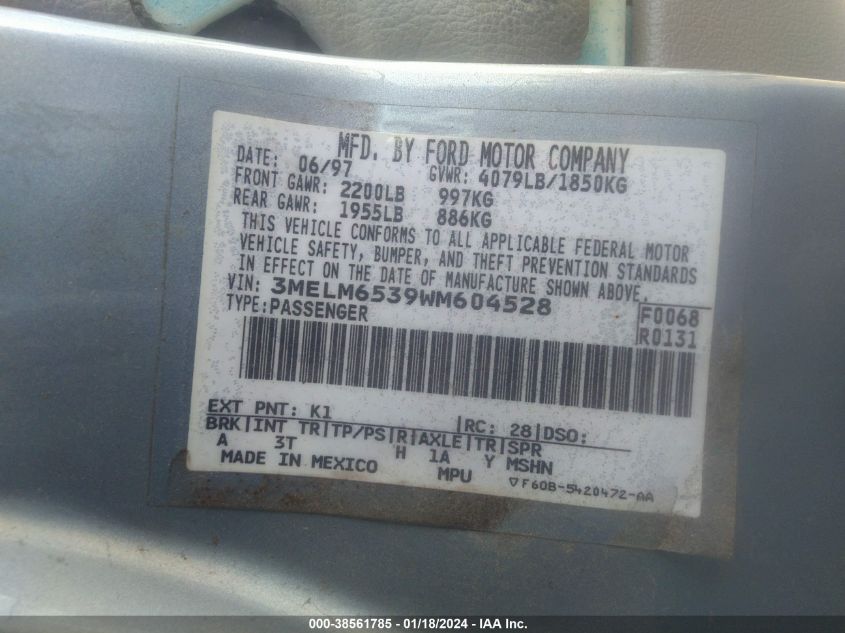 MFD. BY FORD MOTOR COMPANY
DATE: 06/97 GVWR: 4079LB/1850KG
FRONT GAWR: 2200LB 997KG
REAR GAWR: 1955LB 886KG
THIS VEHICLE CONFORMS TO ALL APPLICABLE FEDERAL MOTOR
VEHICLE SAFETY, BUMPER, AND THEFT PREVENTION STANDARDS
IN EFFECT ON THE DATE OF MANUFACTURE SHOWN ABOVE.
VIN: 3MELM6539WM604528
TYPE: PASSENGER
F0068
R0131
EXT PNT: K1 |RC: 28|DSO:
BRK|INT TR|TP/PS|R|AXLE|TR|SPR
A 3T H 1A Y MSHN
MADE IN MEXICO MPU
▽F60B-5420472-AA
000-38561785 - 01/18/2024 - IAA Inc.